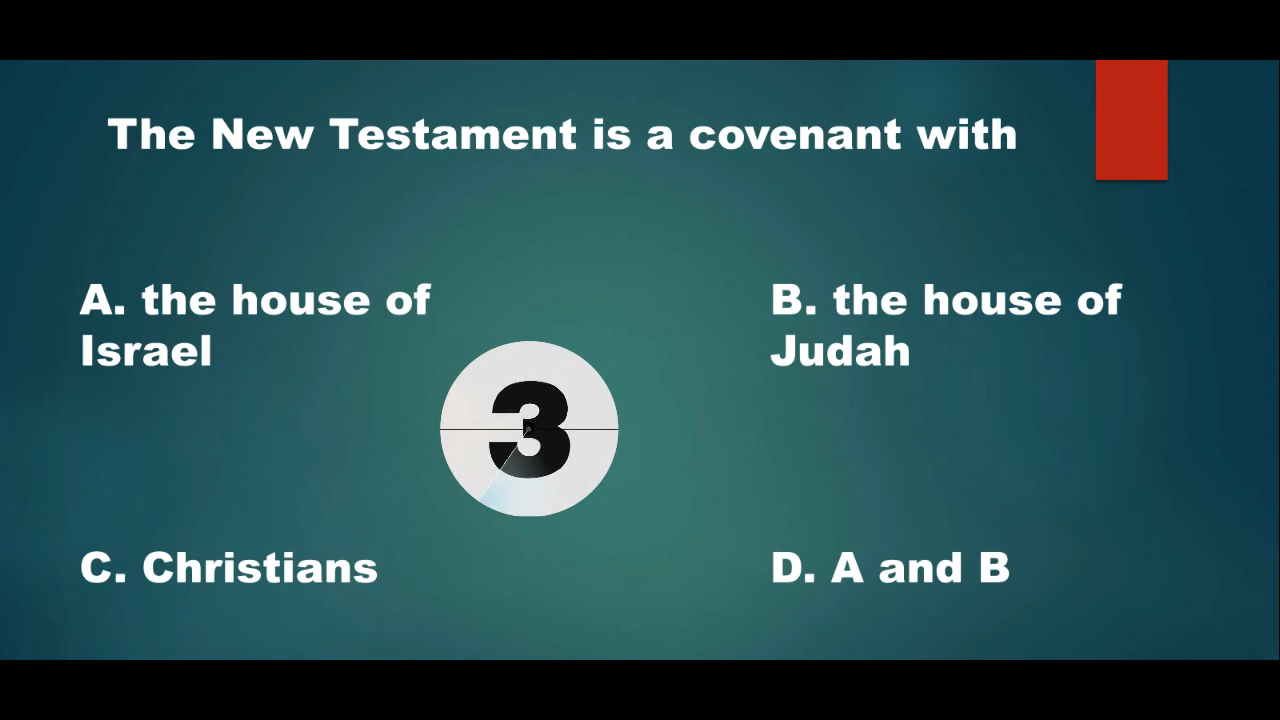 The New Testament is a covenant with
A. the house of
Israel
B. the house of
Judah
3
C. Christians
D. A and B